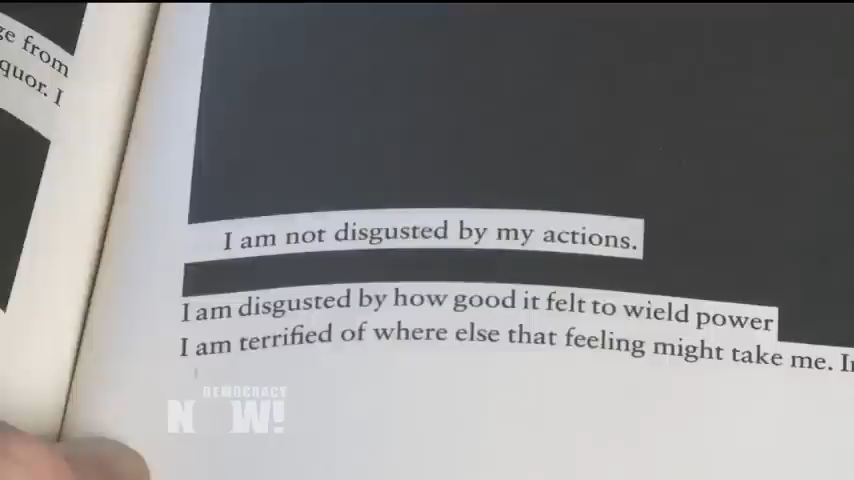 ge from
quor. I
I am not disgusted by my actions.
I am disgusted by how good it felt to wield power
I am terrified of where else that feeling might take me. In
DEMOCRACY
NOW!